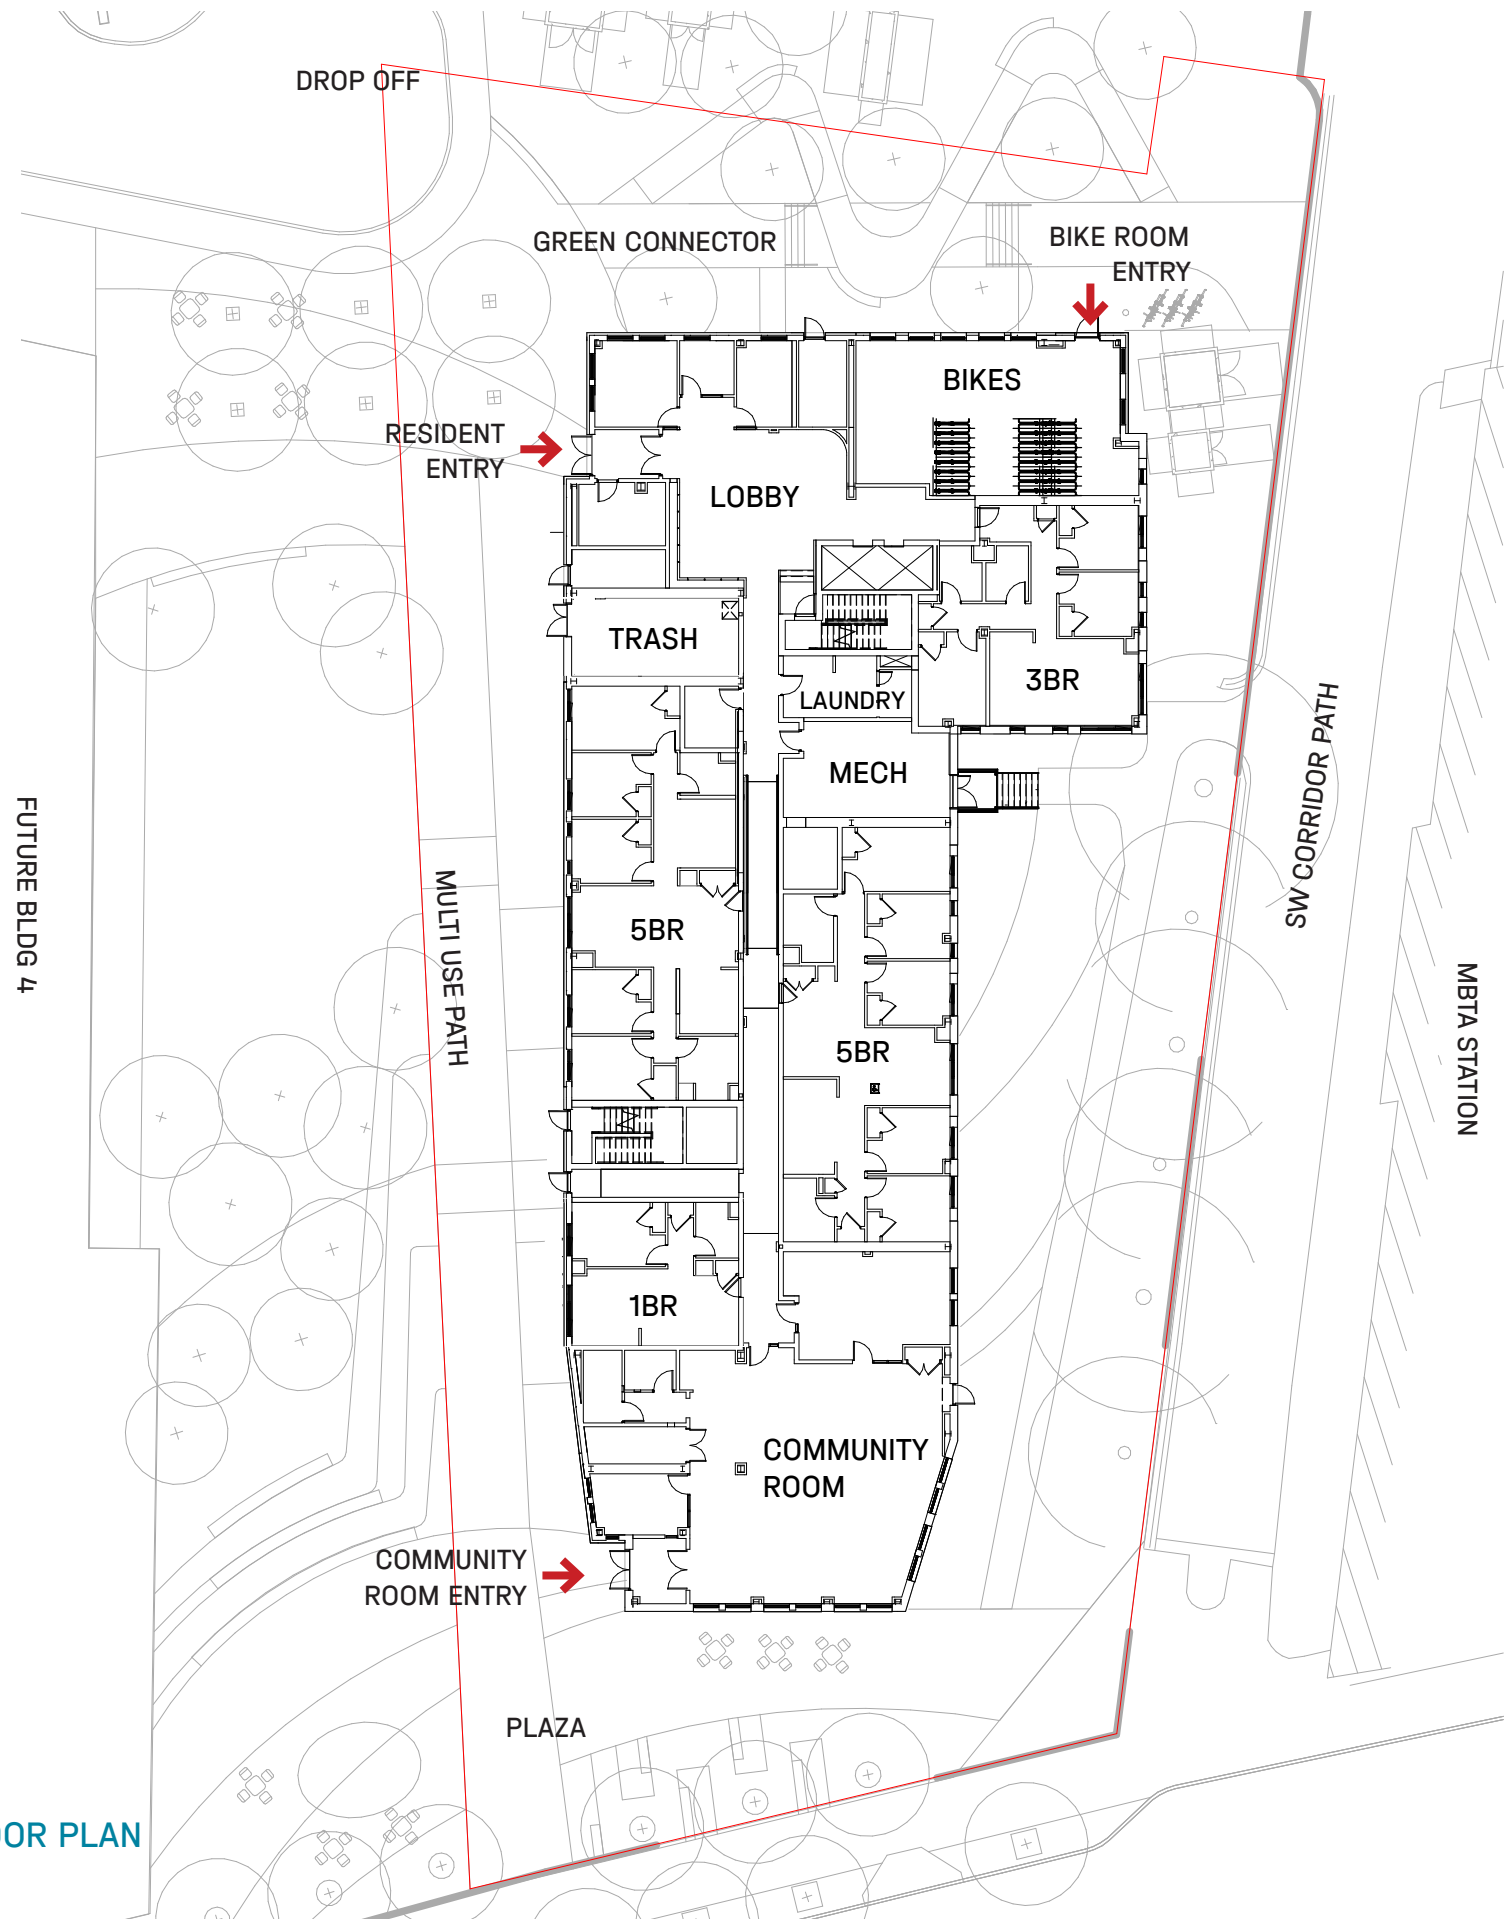 DROP OFF
GREEN CONNECTOR
BIKE ROOM
ENTRY
BIKES
RESIDENT
ENTRY
LOBBY
TRASH
3BR
LAUNDRY
SW CORRIDOR PATH
MECH
FUTURE BLDG 4
MULTI USE PATH
5BR
MBTA STATION
5BR
1BR
COMMUNITY
ROOM
COMMUNITY
ROOM ENTRY
PLAZA
OOR PLAN